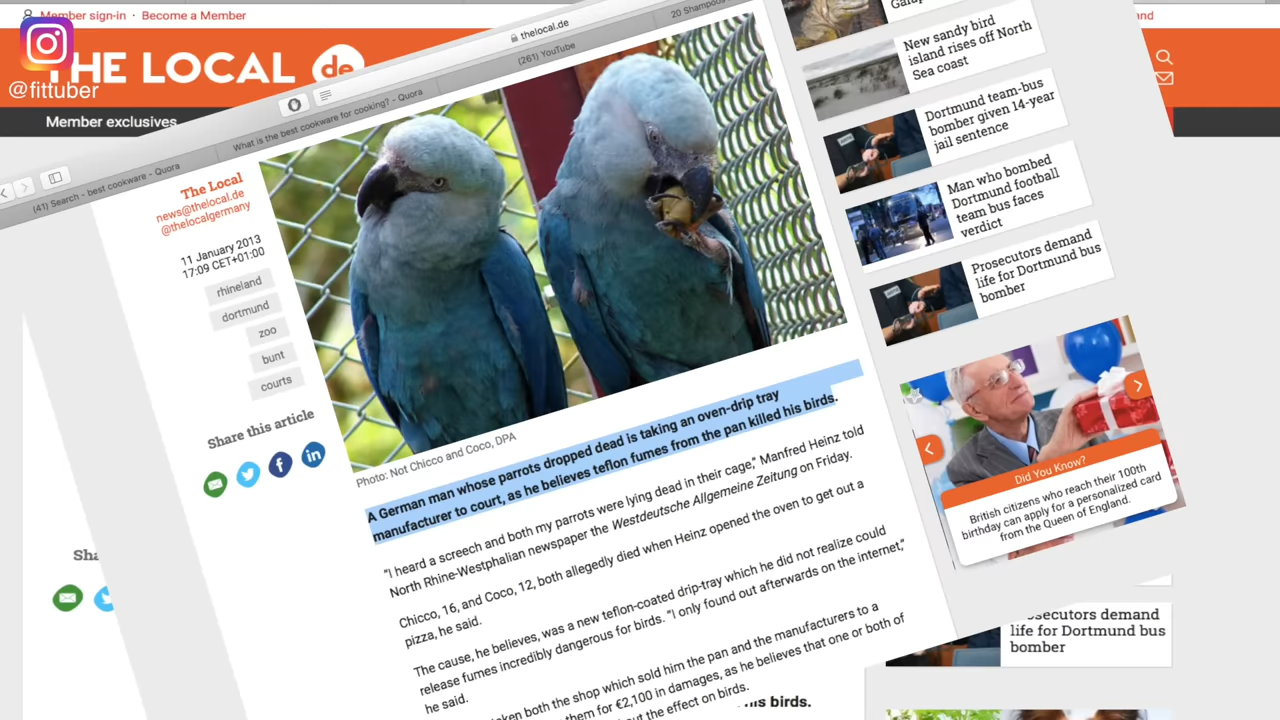 Member sign-in · Become a Member
THE LOCAL de
@fittuber
Member exclusives
thelocal.de
(261) YouTube
What is the best cookware for cooking? - Quora
(41) Search - best cookware - Quora
The Local
news@thelocal.de
@thelocalgermany
11 January 2013
17:09 CET+01:00
rhineland
dortmund
zoo
bunt
courts
Share this article
Photo: Not Chicco and Coco, DPA
A German man whose parrots dropped dead is taking an oven-drip tray
manufacturer to court, as he believes teflon fumes from the pan killed his birds.
"I heard a screech and both my parrots were lying dead in their cage," Manfred Heinz told
North Rhine-Westphalian newspaper the Westdeutsche Allgemeine Zeitung on Friday.
Chicco, 16, and Coco, 12, both allegedly died when Heinz opened the oven to get out a
pizza, he said.
The cause, he believes, was a new teflon-coated drip-tray which he did not realize could
release fumes incredibly dangerous for birds. "I only found out afterwards on the internet,"
he said.
both the shop which sold him the pan and the manufacturers to a
them for €2,100 in damages, as he believes that one or both of
the effect on birds.
his birds.
New sandy bird
island rises off North
Sea coast
Dortmund team-bus
bomber given 14-year
jail sentence
Man who bombed
Dortmund football
team bus faces
verdict
Prosecutors demand
life for Dortmund bus
bomber
Did You Know?
British citizens who reach their 100th
birthday can apply for a personalized card
from the Queen of England.
life for Dortmund bus
bomber